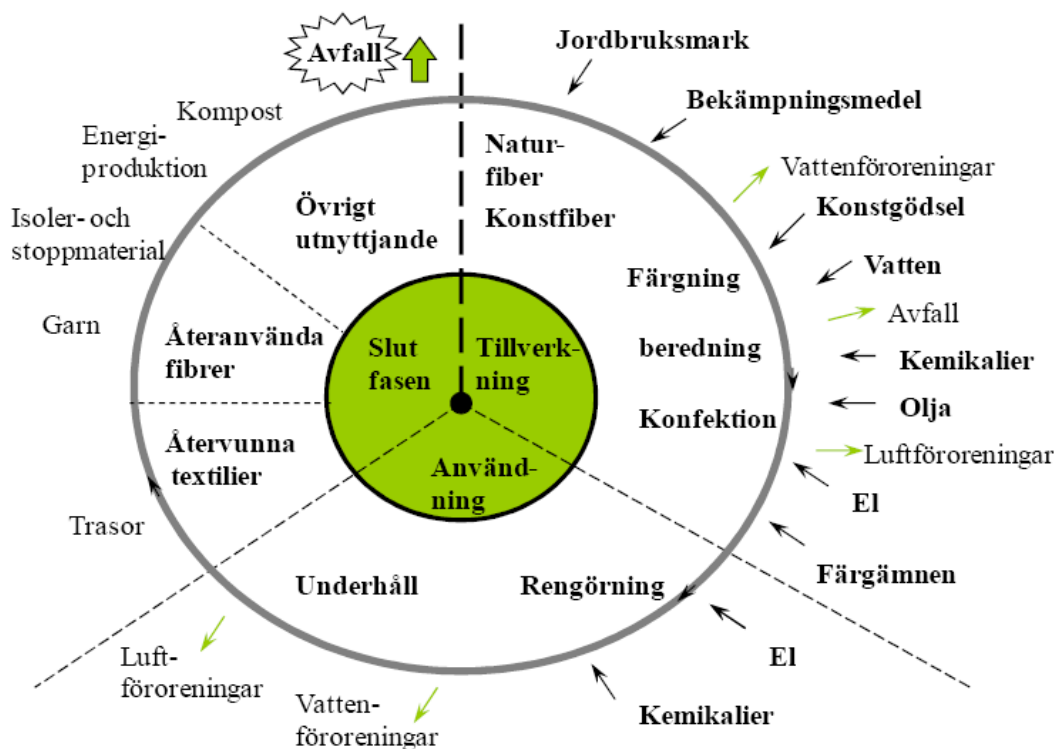 Avfall
Jordbruksmark
Bekämpningsmedel
Kompost
Energi-
produktion
Natur-
fiber
Konstfiber
Vattenföroreningar
Konstgödsel
Övrigt
utnyttjande
Isoler- och
stoppmaterial
Färgning
Vatten
Avfall
Garn
Återanvända
fibrer
Slut
fasen
Tillverk-
ning
beredning
Kemikalier
Olja
Konfektion
Luftföroreningar
Återvunna
textilier
Använd-
ning
El
Trasor
Färgämnen
Underhåll
Rengörning
El
Luft-
föroreningar
Vatten-
föroreningar
Kemikalier